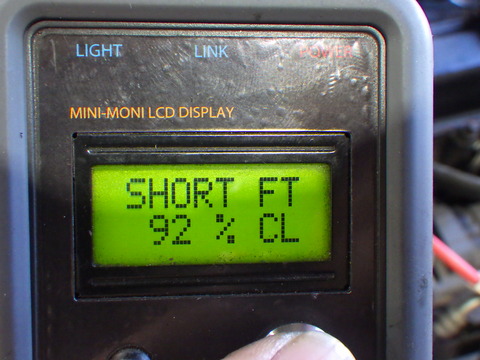 LIGHT LINK POWER
MINI-MONI LCD DISPLAY
SHORT FT
92 % CL